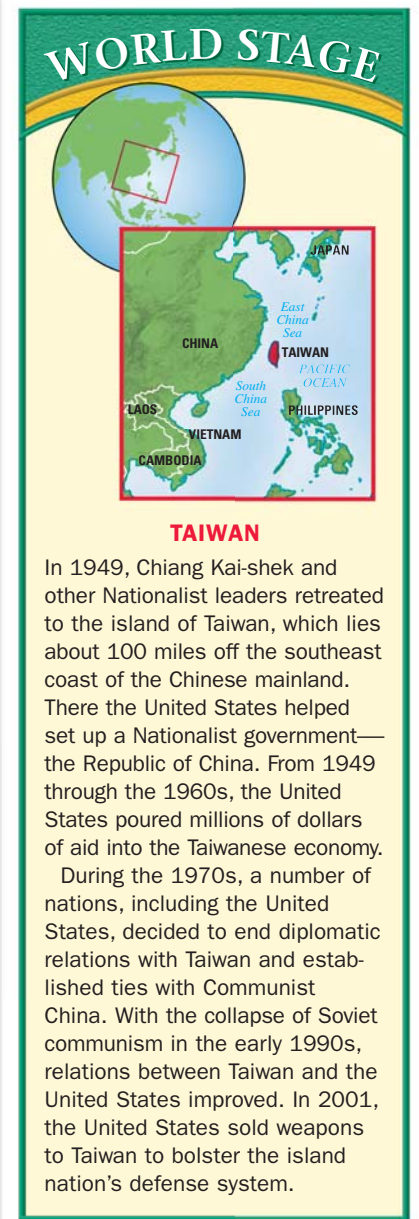 WORLD STAGE
JAPAN
East
China
Sea
CHINA
TAIWAN
PACIFIC
OCEAN
South
China
Sea
LAOS
PHILIPPINES
VIETNAM
CAMBODIA
TAIWAN
In 1949, Chiang Kai-shek and
other Nationalist leaders retreated
to the island of Taiwan, which lies
about 100 miles off the southeast
coast of the Chinese mainland.
There the United States helped
set up a Nationalist government—
the Republic of China. From 1949
through the 1960s, the United
States poured millions of dollars
of aid into the Taiwanese economy.
During the 1970s, a number of
nations, including the United
States, decided to end diplomatic
relations with Taiwan and estab-
lished ties with Communist
China. With the collapse of Soviet
communism in the early 1990s,
relations between Taiwan and the
United States improved. In 2001,
the United States sold weapons
to Taiwan to bolster the island
nation's defense system.